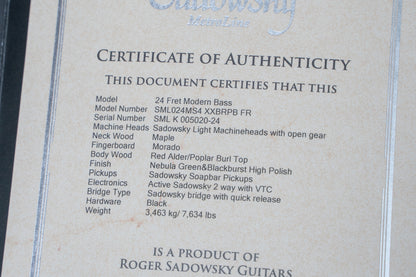 Sadowsky
MetroLine
CERTIFICATE OF AUTHENTICITY
THIS DOCUMENT CERTIFIES THAT THIS
Model 24 Fret Modern Bass
Model Number SML024MS4 XXBRPB FR
Serial Number SML K 005020-24
Machine Heads Sadowsky Light Machineheads with open gear
Neck Wood Maple
Fingerboard Morado
Body Wood Red Alder/Poplar Burl Top
Finish Nebula Green&Blackburst High Polish
Pickups Sadowsky Soapbar Pickups
Electronics Active Sadowsky 2 way with VTC
Bridge Type Sadowsky bridge with quick release
Hardware Black
Weight 3,463 kg/ 7,634 lbs
IS A PRODUCT OF
ROGER SADOWSKY GUITARS